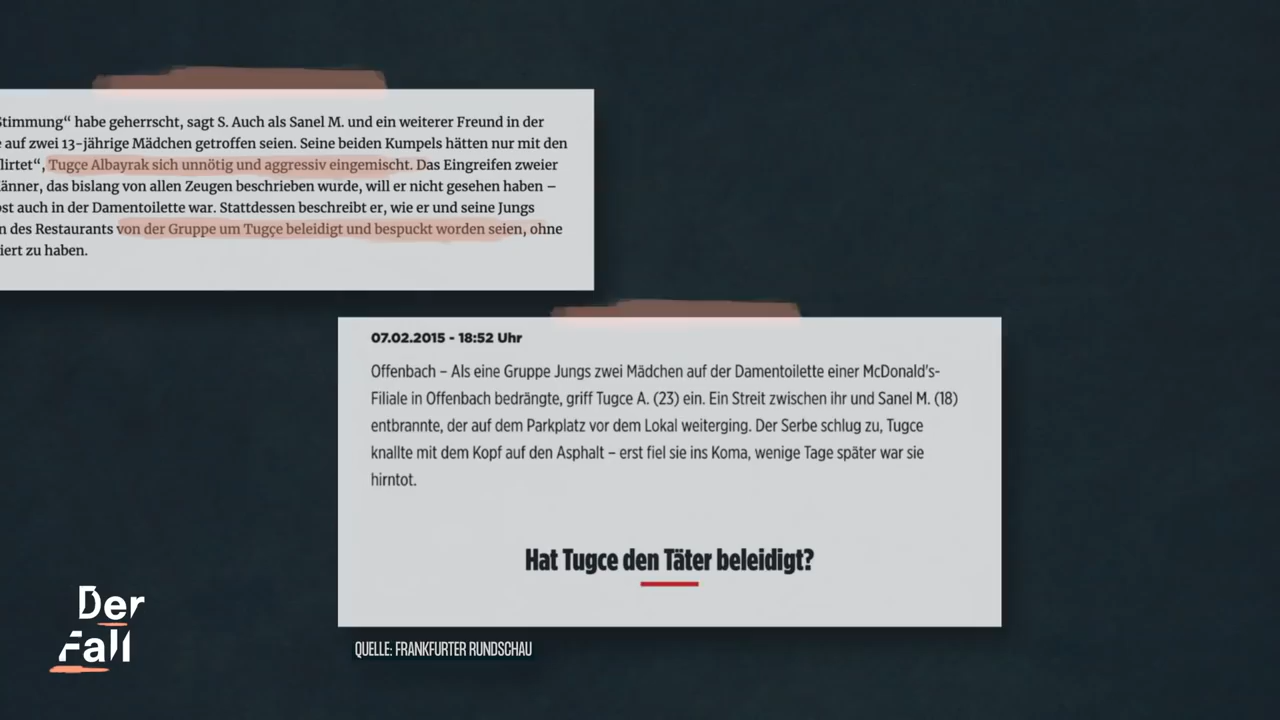 Stimmung“ habe geherrscht, sagt S. Auch als Sanel M. und ein weiterer Freund in der
auf zwei 13-jährige Mädchen getroffen seien. Seine beiden Kumpels hätten nur mit den
lirtet“, Tugçe Albayrak sich unnötig und aggressiv eingemischt. Das Eingreifen zweier
änner, das bislang von allen Zeugen beschrieben wurde, will er nicht gesehen haben –
ost auch in der Damentoilette war. Stattdessen beschreibt er, wie er und seine Jungs
n des Restaurants von der Gruppe um Tugçe beleidigt und bespuckt worden seien, ohne
iert zu haben.
07.02.2015 - 18:52 Uhr
Offenbach – Als eine Gruppe Jungs zwei Mädchen auf der Damentoilette einer McDonald's-
Filiale in Offenbach bedrängte, griff Tugce A. (23) ein. Ein Streit zwischen ihr und Sanel M. (18)
entbrannte, der auf dem Parkplatz vor dem Lokal weiterging. Der Serbe schlug zu, Tugce
knallte mit dem Kopf auf den Asphalt – erst fiel sie ins Koma, wenige Tage später war sie
hirntot.
Hat Tugce den Täter beleidigt?
Der
Fall
QUELLE: FRANKFURTER RUNDSCHAU